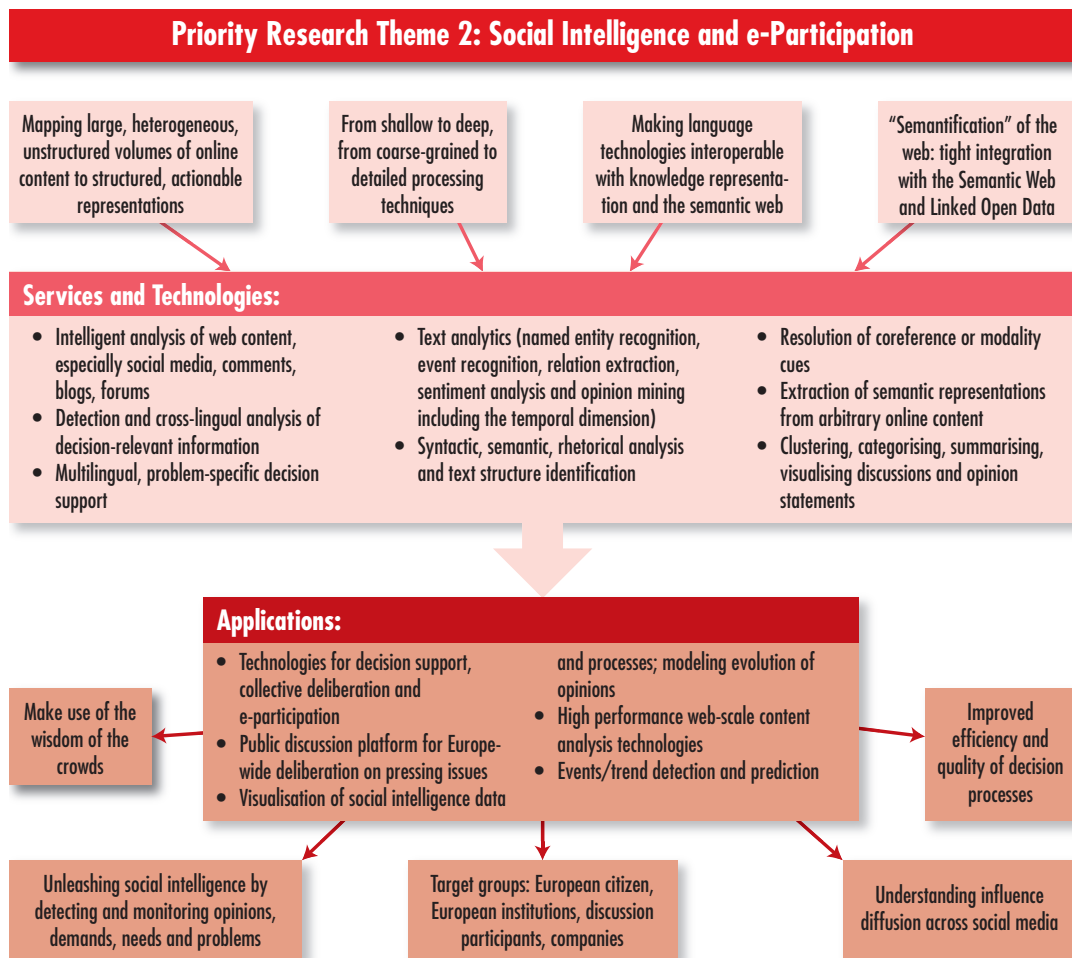 Priority Research Theme 2: Social Intelligence and e-Participation
Mapping large, heterogeneous,
unstructured volumes of online
content to structured, actionable
representations
From shallow to deep,
from coarse-grained to
detailed processing
techniques
Making language
technologies interoperable
with knowledge representa-
tion and the semantic web
“Semantification” of the
web: tight integration
with the Semantic Web
and Linked Open Data
Services and Technologies:
• Intelligent analysis of web content,
especially social media, comments,
blogs, forums
• Detection and cross-lingual analysis of
decision-relevant information
• Multilingual, problem-specific decision
support
• Text analytics (named entity recognition,
event recognition, relation extraction,
sentiment analysis and opinion mining
including the temporal dimension)
• Syntactic, semantic, rhetorical analysis
and text structure identification
• Resolution of coreference or modality
cues
• Extraction of semantic representations
from arbitrary online content
• Clustering, categorising, summarising,
visualising discussions and opinion
statements
Applications:
• Technologies for decision support,
collective deliberation and
e-participation
• Public discussion platform for Europe-
wide deliberation on pressing issues
• Visualisation of social intelligence data
and processes; modeling evolution of
opinions
• High performance web-scale content
analysis technologies
• Events/trend detection and prediction
Make use of the
wisdom of the
crowds
Improved
efficiency and
quality of decision
processes
Unleashing social intelligence by
detecting and monitoring opinions,
demands, needs and problems
Target groups: European citizen,
European institutions, discussion
participants, companies
Understanding influence
diffusion across social media